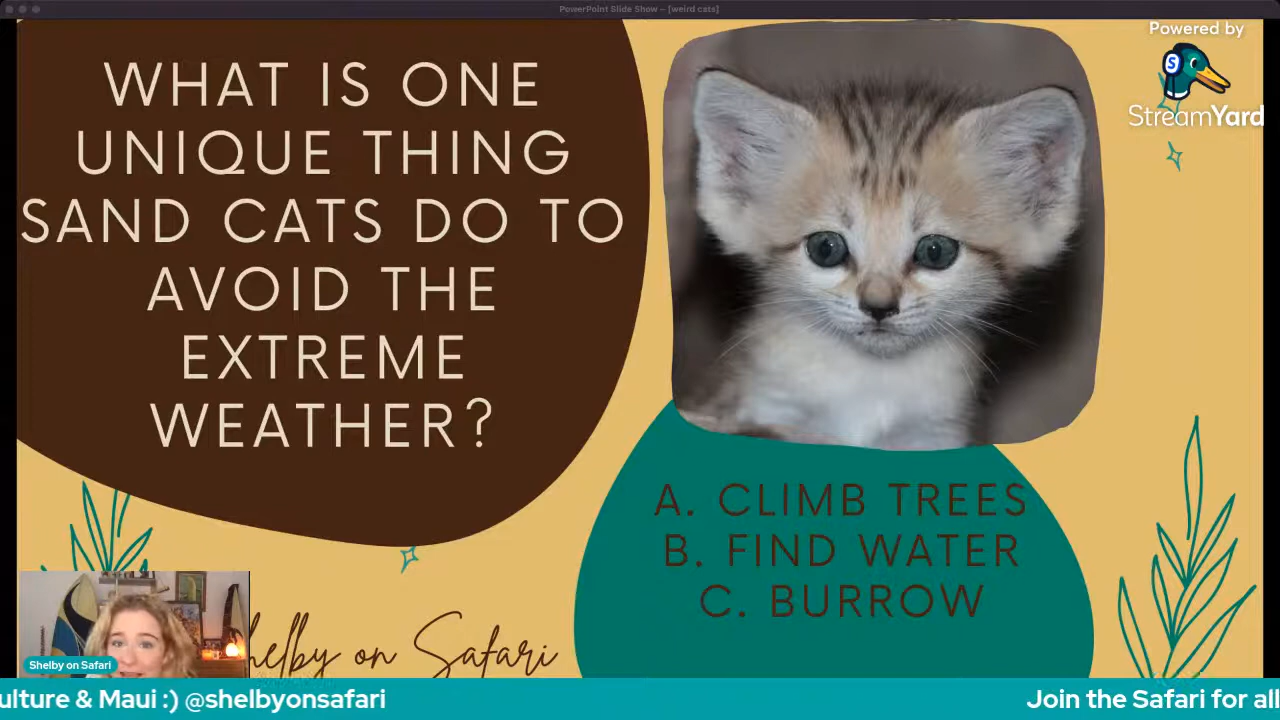 PowerPoint Slide Show - [weird cats]
Powered by
StreamYard
WHAT IS ONE
UNIQUE THING
SAND CATS DO TO
AVOID THE
EXTREME
WEATHER?
A. CLIMB TREES
B. FIND WATER
C. BURROW
helby on Safari
Shelby on Safari
ulture & Maui :) @shelbyonsafari
Join the Safari for all